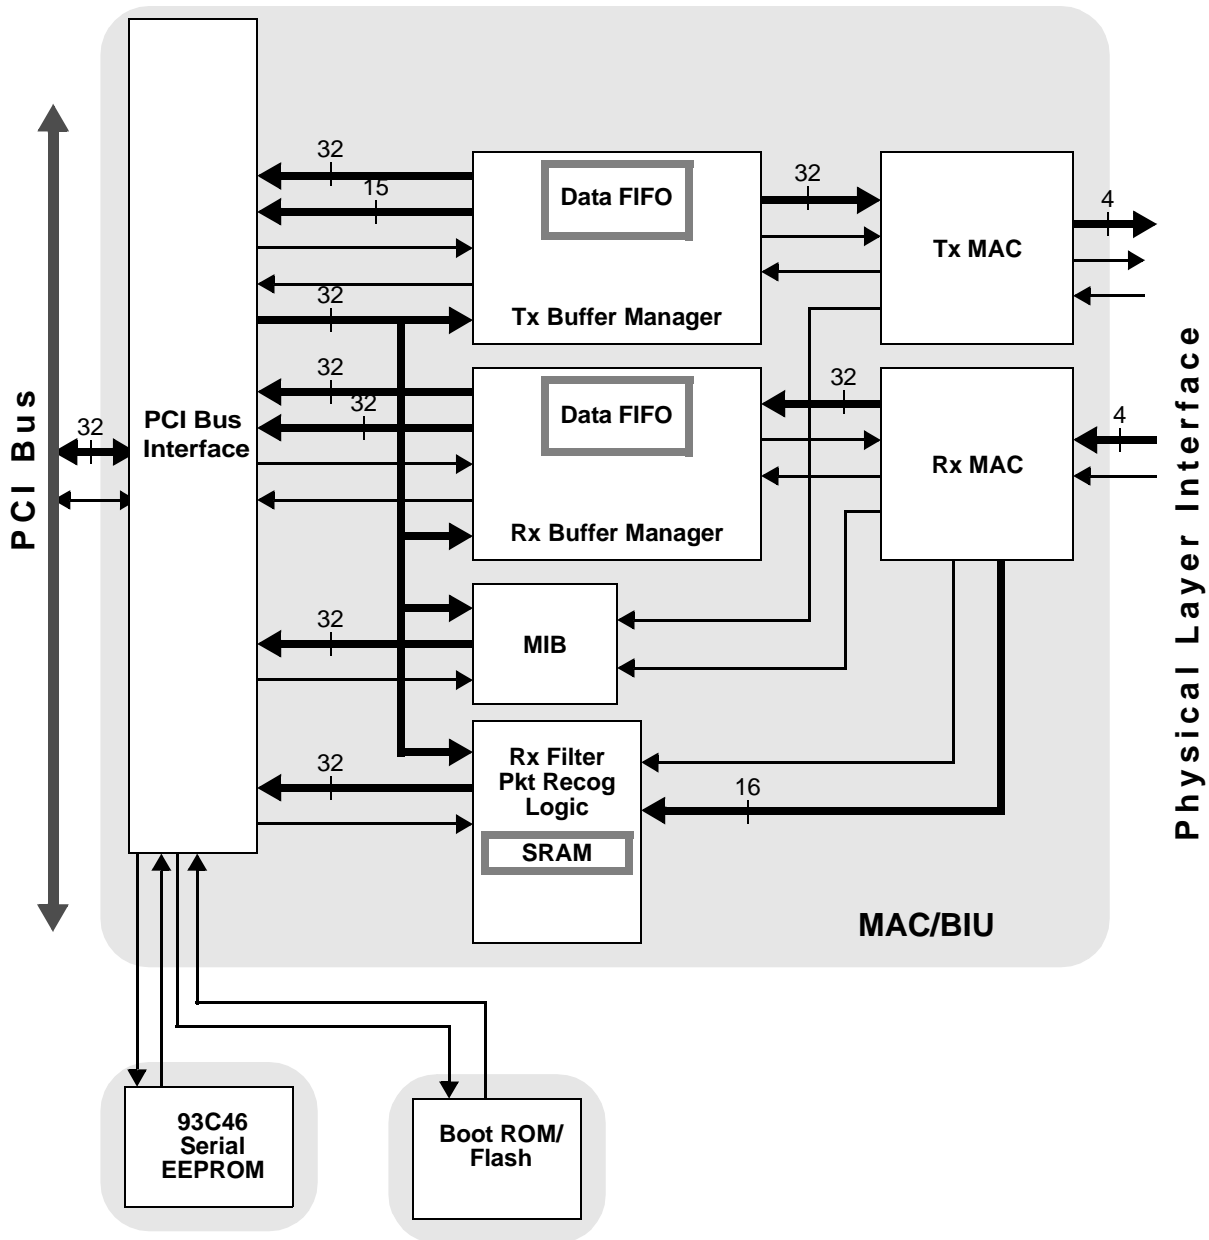 32
15
32
32
32
32
32
Data FIFO
Tx Buffer Manager
32
Tx MAC
4
PCI Bus
32
PCI Bus
Interface
Data FIFO
Rx Buffer Manager
32
Rx MAC
4
Physical Layer Interface
MIB
Rx Filter
Pkt Recog
Logic
SRAM
16
MAC/BIU
93C46
Serial
EEPROM
Boot ROM/
Flash